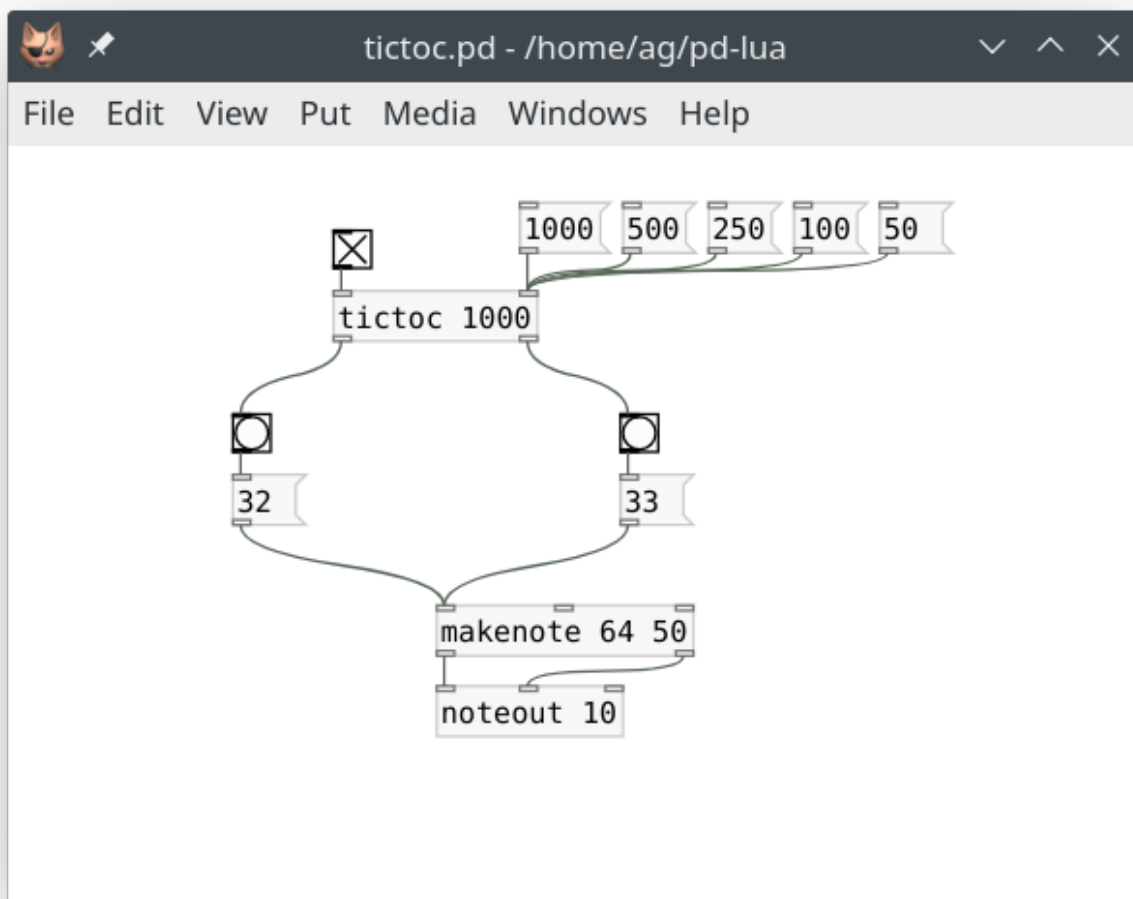 tictoc.pd - /home/ag/pd-lua
File Edit View Put Media Windows Help
1000 500 250 100 50
tictoc 1000
32 33
makenote 64 50
noteout 10